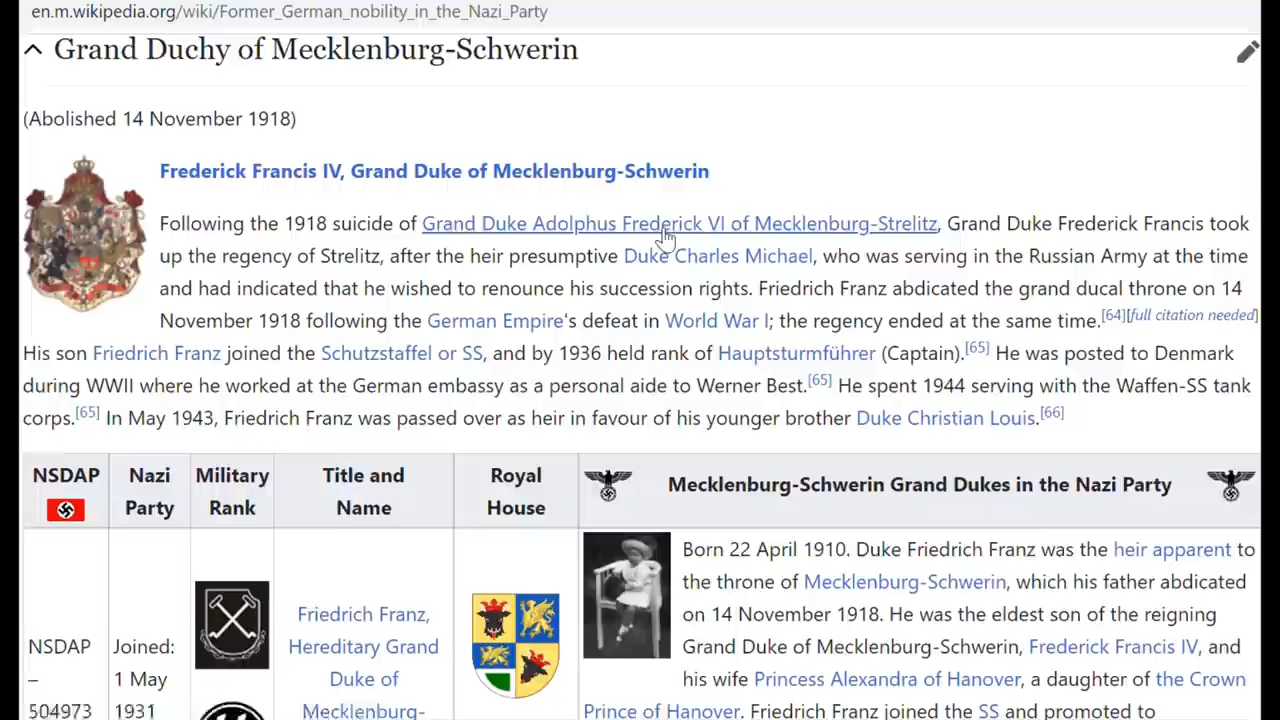 en.m.wikipedia.org/wiki/Former_German_nobility_in_the_Nazi_Party
Grand Duchy of Mecklenburg-Schwerin
(Abolished 14 November 1918)
Frederick Francis IV, Grand Duke of Mecklenburg-Schwerin
Following the 1918 suicide of Grand Duke Adolphus Frederick VI of Mecklenburg-Strelitz, Grand Duke Frederick Francis took
up the regency of Strelitz, after the heir presumptive Duke Charles Michael, who was serving in the Russian Army at the time
and had indicated that he wished to renounce his succession rights. Friedrich Franz abdicated the grand ducal throne on 14
November 1918 following the German Empire's defeat in World War I; the regency ended at the same time.[64][full citation needed]
His son Friedrich Franz joined the Schutzstaffel or SS, and by 1936 held rank of Hauptsturmführer (Captain).[65] He was posted to Denmark
during WWII where he worked at the German embassy as a personal aide to Werner Best.[65] He spent 1944 serving with the Waffen-SS tank
corps.[65] In May 1943, Friedrich Franz was passed over as heir in favour of his younger brother Duke Christian Louis.[66]
NSDAP
Nazi
Party
Military
Rank
Title and
Name
Royal
House
Mecklenburg-Schwerin Grand Dukes in the Nazi Party
NSDAP
–
504973
Joined:
1 May
1931
Friedrich Franz,
Hereditary Grand
Duke of
Mecklenburg-
Born 22 April 1910. Duke Friedrich Franz was the heir apparent to
the throne of Mecklenburg-Schwerin, which his father abdicated
on 14 November 1918. He was the eldest son of the reigning
Grand Duke of Mecklenburg-Schwerin, Frederick Francis IV, and
his wife Princess Alexandra of Hanover, a daughter of the Crown
Prince of Hanover. Friedrich Franz joined the SS and promoted to